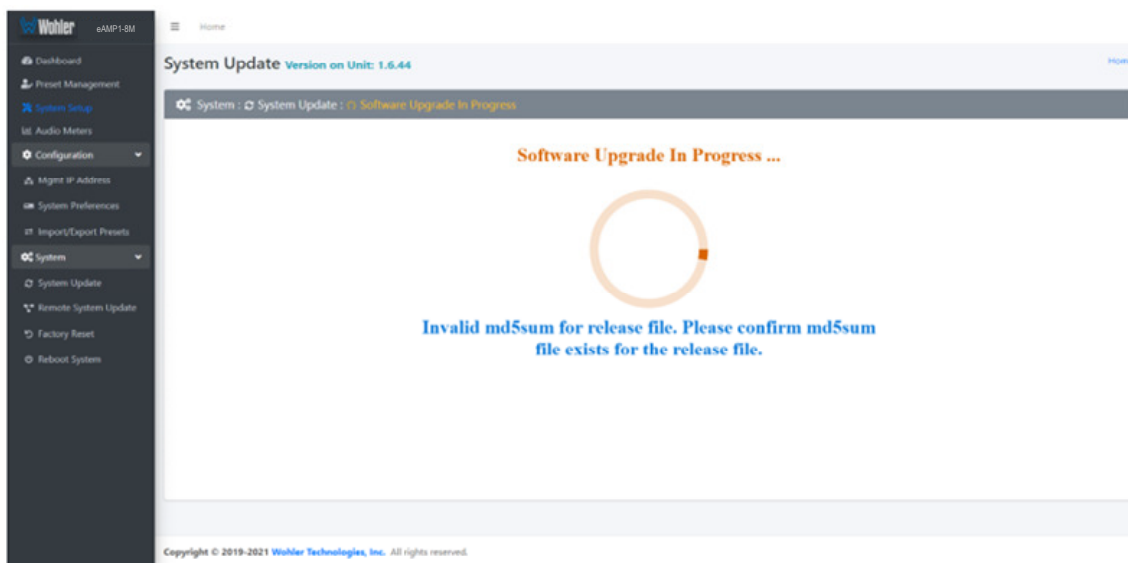 Wohler eAMP1-8M
Home
Dashboard
Preset Management
System Setup
Audio Meters
Configuration
Mgmt IP Address
System Preferences
Import/Export Presets
System
System Update
Remote System Update
Factory Reset
Reboot System
System Update Version on Unit: 1.6.44
Hom
System : System Update : Software Upgrade In Progress
Software Upgrade In Progress ...
Invalid md5sum for release file. Please confirm md5sum
file exists for the release file.
Copyright © 2019-2021 Wohler Technologies, Inc. All rights reserved.